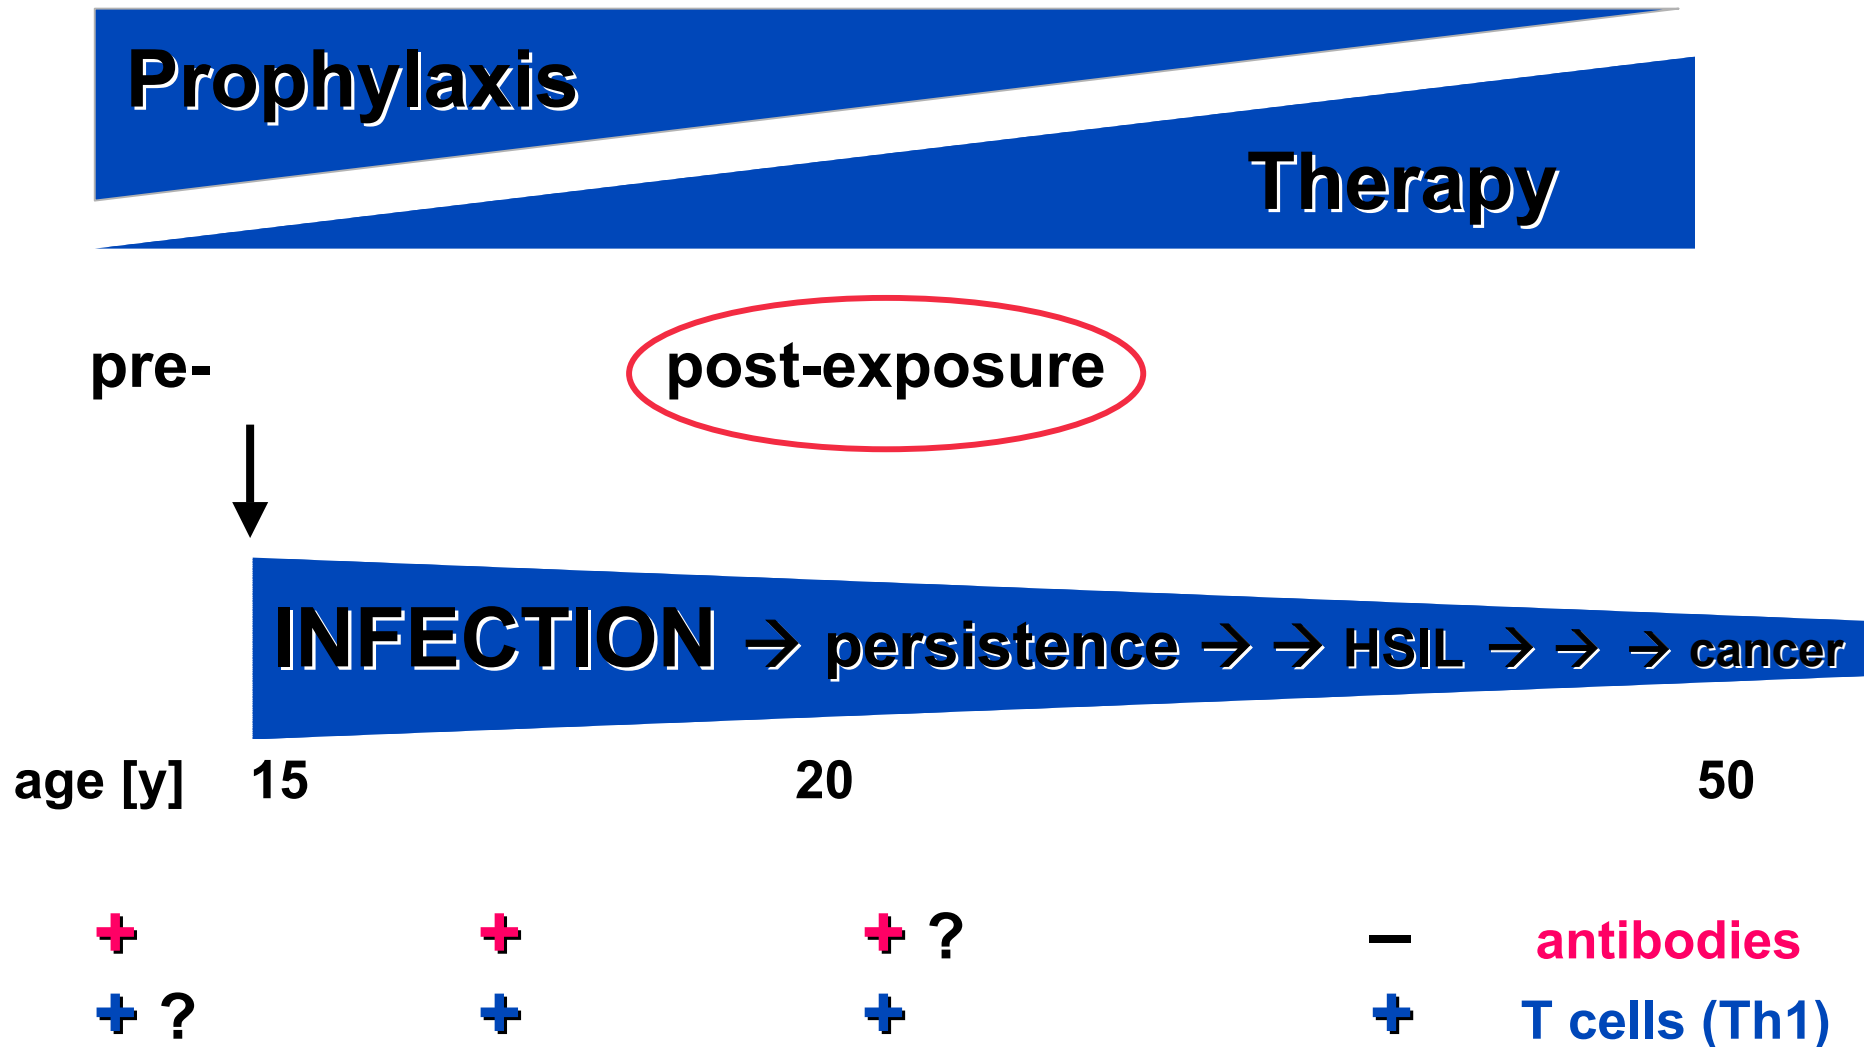 Prophylaxis
Therapy
pre- post-exposure
INFECTION → persistence → → HSIL → → → cancer
age [y] 15 20 50
+ + + ? – antibodies
+ ? + + + T cells (Th1)